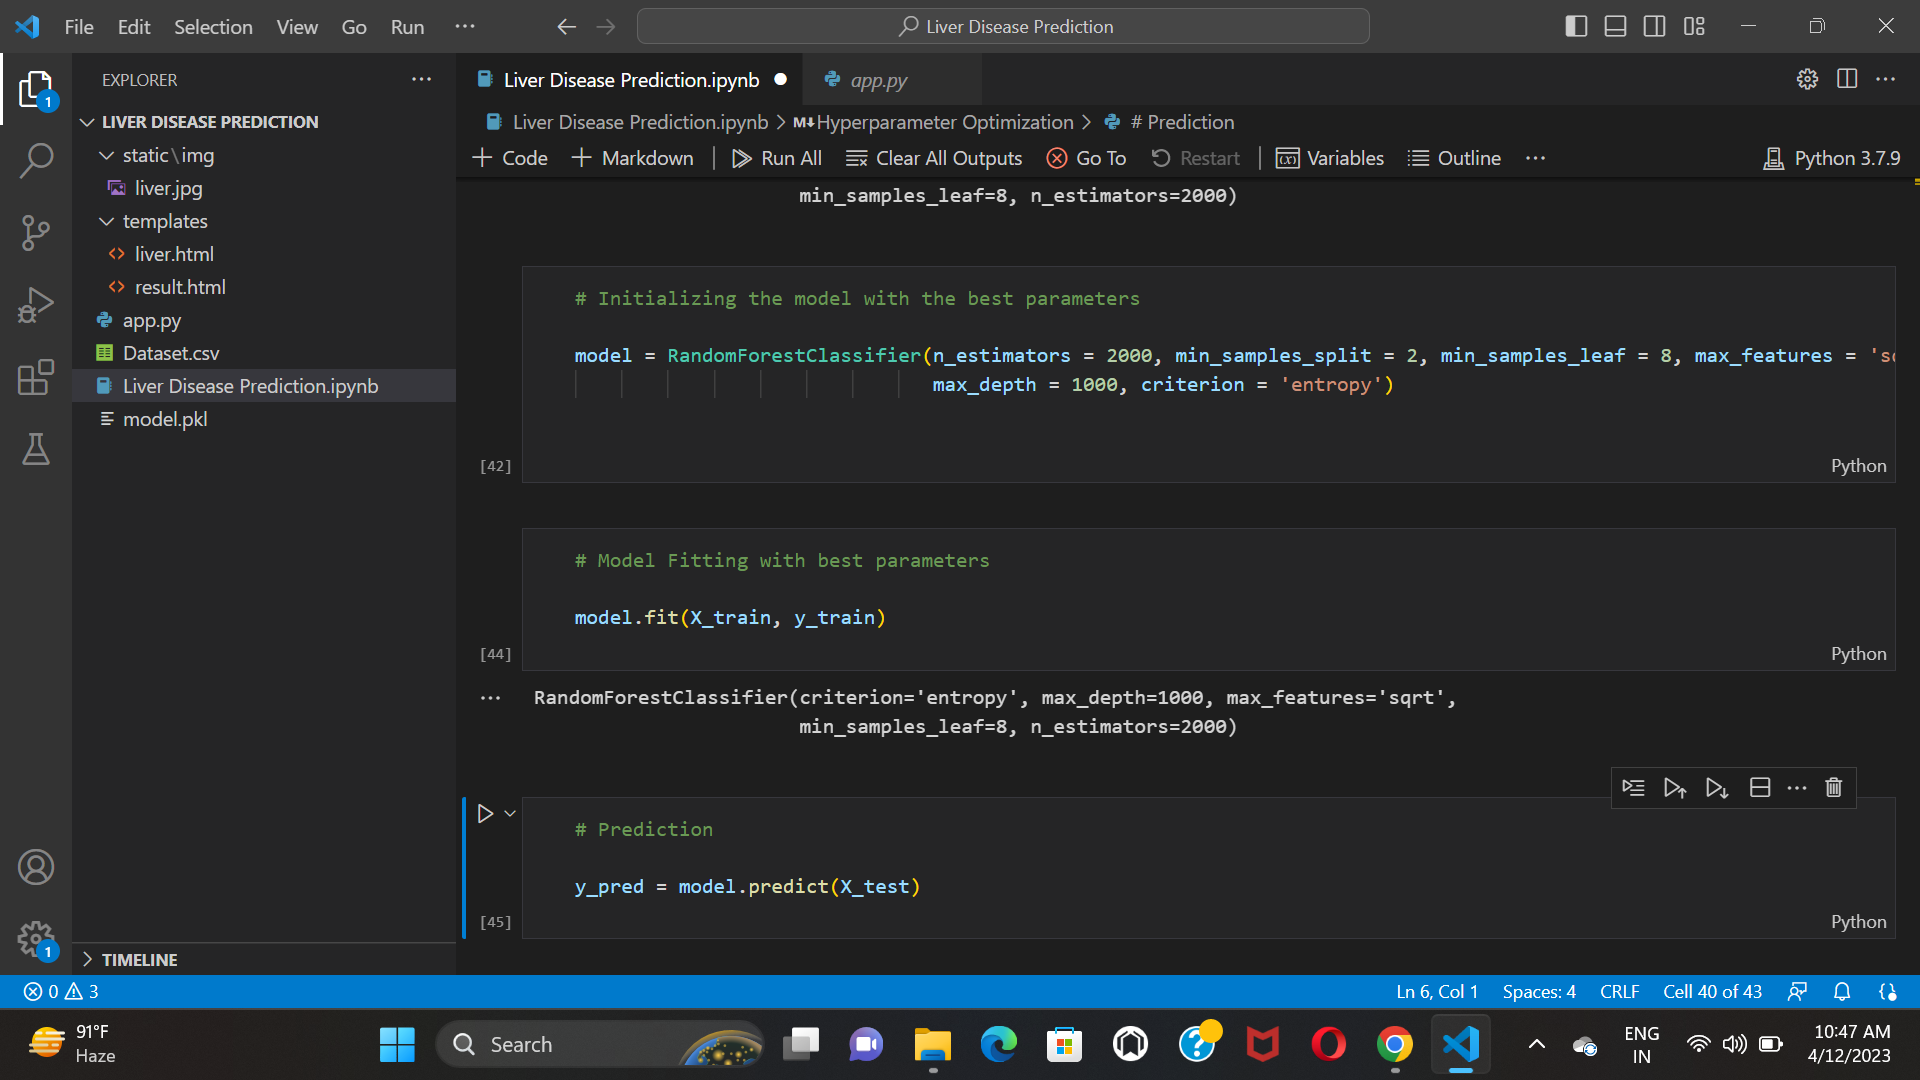 File Edit Selection View Go Run ···
Liver Disease Prediction
EXPLORER
1
LIVER DISEASE PREDICTION
static\img
liver.jpg
templates
liver.html
result.html
app.py
Dataset.csv
Liver Disease Prediction.ipynb
model.pkl
TIMELINE
1
Liver Disease Prediction.ipynb
app.py
Liver Disease Prediction.ipynb > M↓Hyperparameter Optimization > # Prediction
+ Code + Markdown | Run All Clear All Outputs Go To Restart | Variables Outline ··· Python 3.7.9
min_samples_leaf=8, n_estimators=2000)
# Initializing the model with the best parameters
model = RandomForestClassifier(n_estimators = 2000, min_samples_split = 2, min_samples_leaf = 8, max_features = 'sq
max_depth = 1000, criterion = 'entropy')
[42] Python
# Model Fitting with best parameters
model.fit(X_train, y_train)
[44] Python
RandomForestClassifier(criterion='entropy', max_depth=1000, max_features='sqrt',
min_samples_leaf=8, n_estimators=2000)
# Prediction
y_pred = model.predict(X_test)
[45] Python
0 3 Ln 6, Col 1 Spaces: 4 CRLF Cell 40 of 43
91°F
Haze
Search
ENG
IN
10:47 AM
4/12/2023